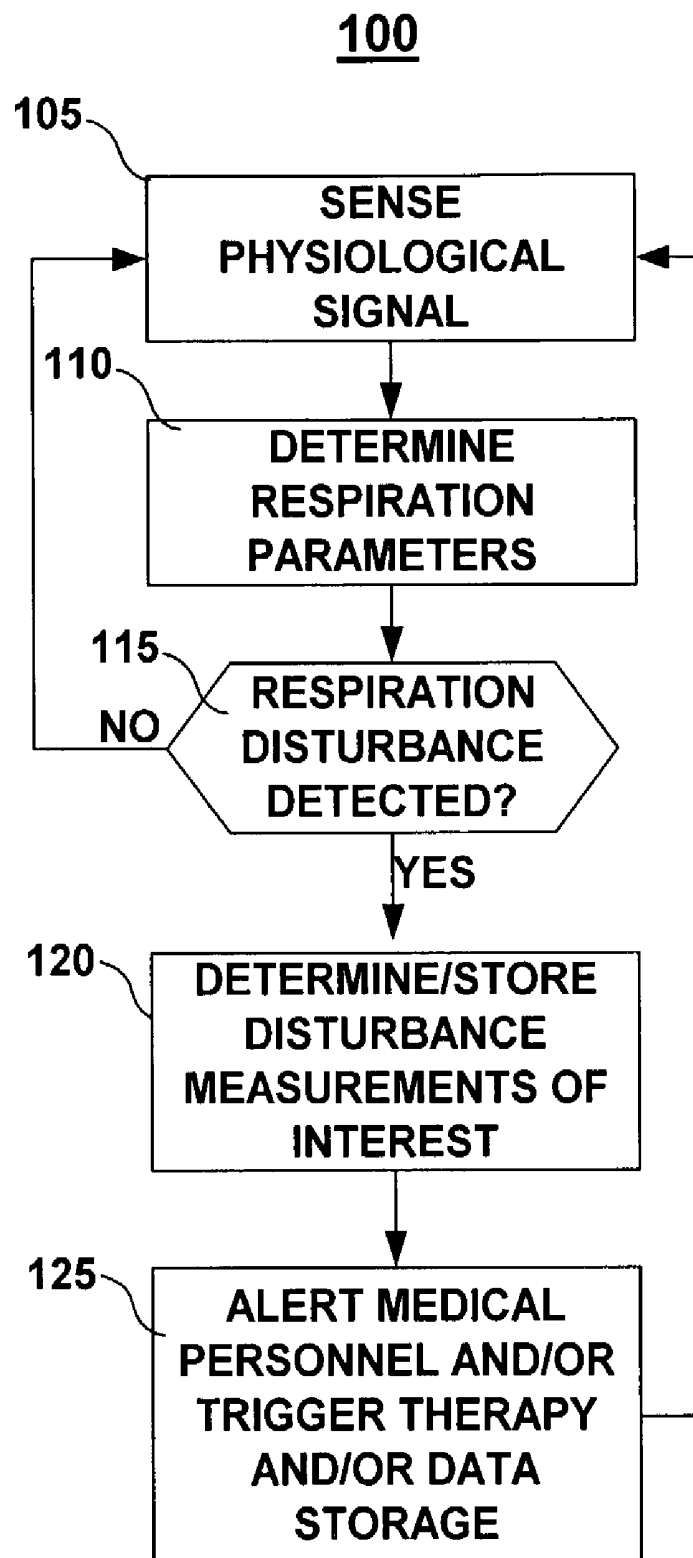 100
105
SENSE
PHYSIOLOGICAL
SIGNAL
110
DETERMINE
RESPIRATION
PARAMETERS
115
RESPIRATION
DISTURBANCE
DETECTED?
NO
YES
120
DETERMINE/STORE
DISTURBANCE
MEASUREMENTS OF
INTEREST
125
ALERT MEDICAL
PERSONNEL AND/OR
TRIGGER THERAPY
AND/OR DATA
STORAGE